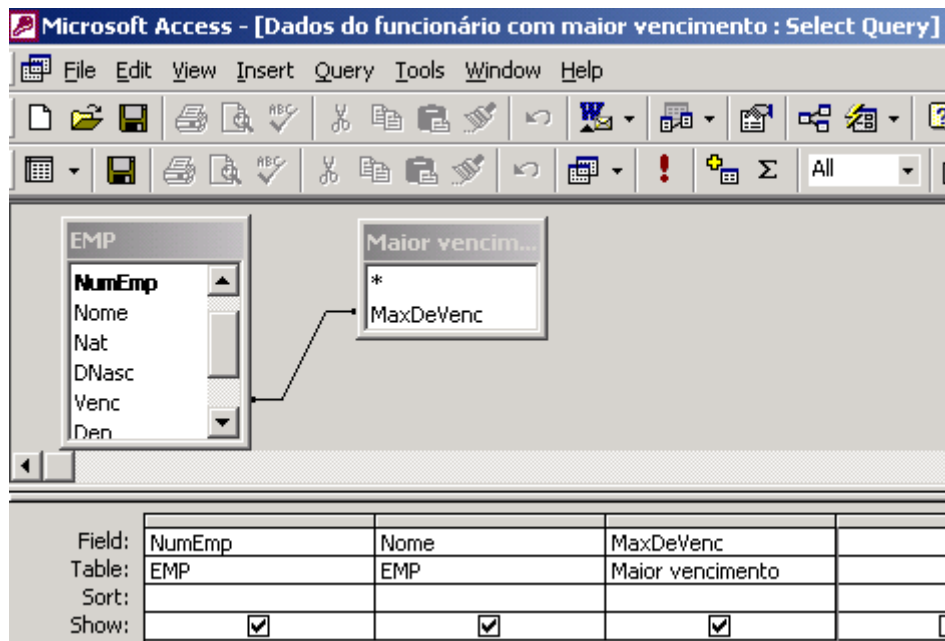 Microsoft Access - [Dados do funcionário com maior vencimento : Select Query]
File Edit View Insert Query Tools Window Help
All
EMP
NumEmp
Nome
Nat
DNasc
Venc
Maior vencim...
*
MaxDeVenc
Field: NumEmp Nome MaxDeVenc
Table: EMP EMP Maior vencimento
Sort:
Show: